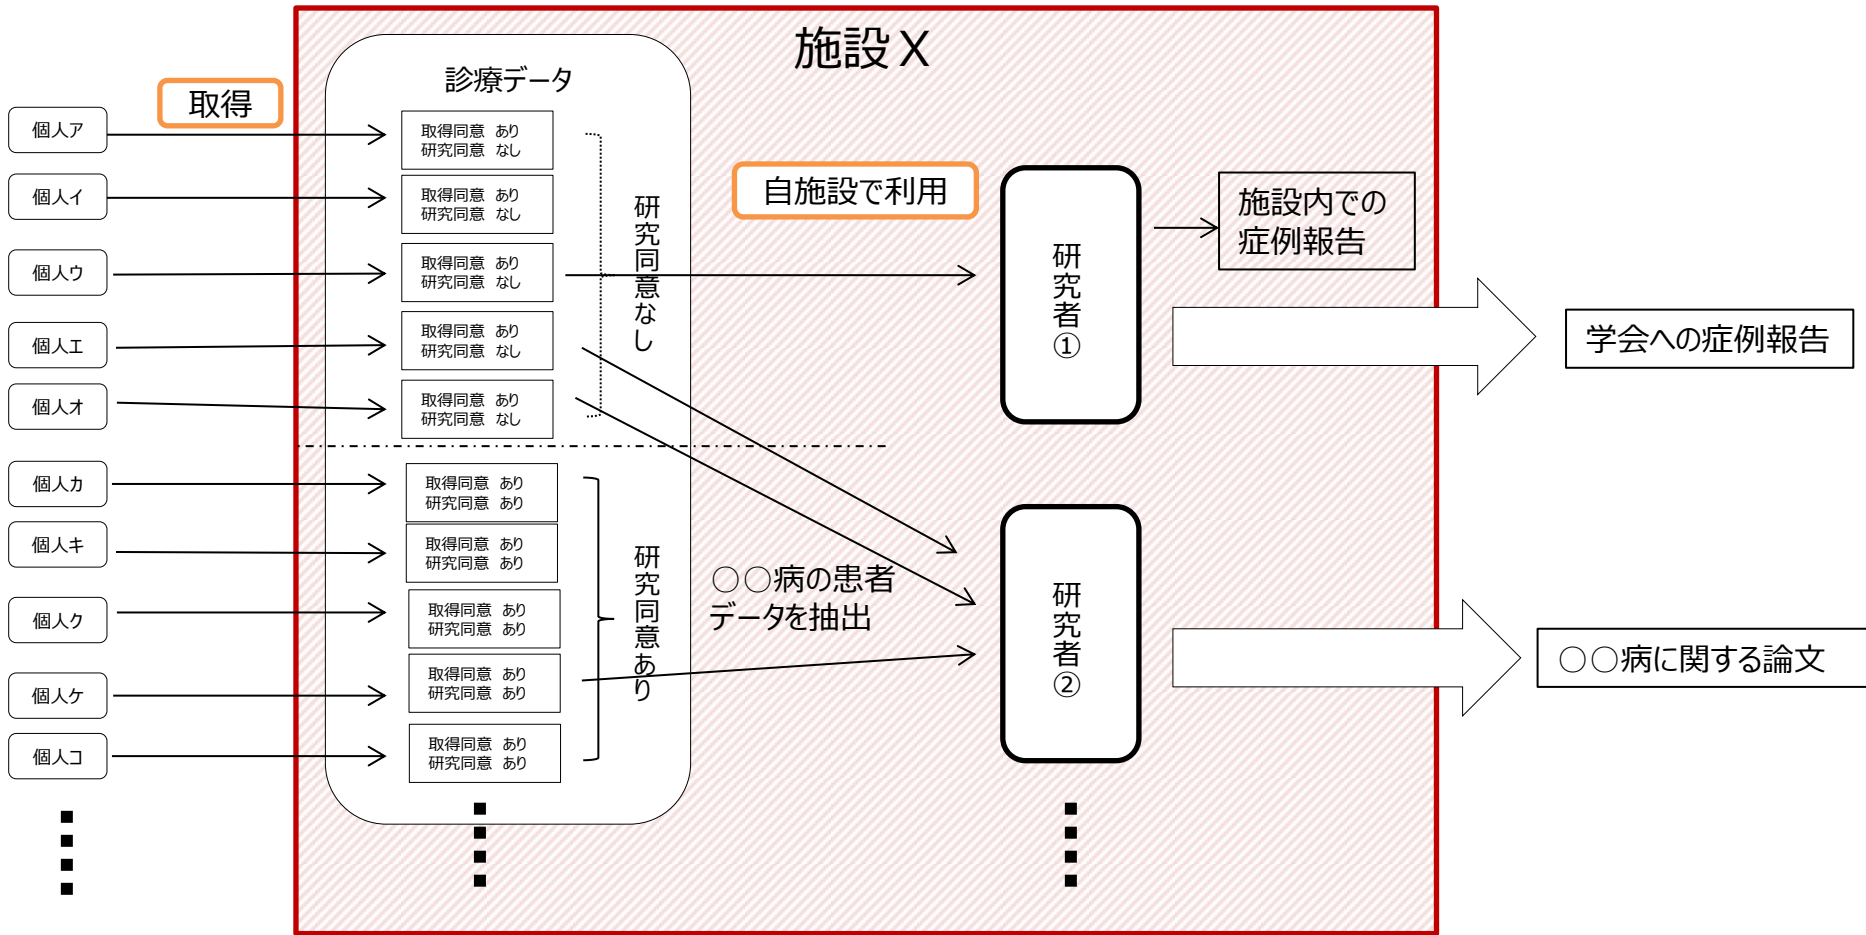 施設X
診療データ
取得
個人ア
取得同意 あり
研究同意 なし
個人イ
取得同意 あり
研究同意 なし
個人ウ
取得同意 あり
研究同意 なし
個人エ
取得同意 あり
研究同意 なし
個人オ
取得同意 あり
研究同意 なし
研究同意なし
個人カ
取得同意 あり
研究同意 あり
個人キ
取得同意 あり
研究同意 あり
個人ク
取得同意 あり
研究同意 あり
個人ケ
取得同意 あり
研究同意 あり
個人コ
取得同意 あり
研究同意 あり
研究同意あり
自施設で利用
○○病の患者
データを抽出
研究者①
研究者②
施設内での
症例報告
学会への症例報告
○○病に関する論文